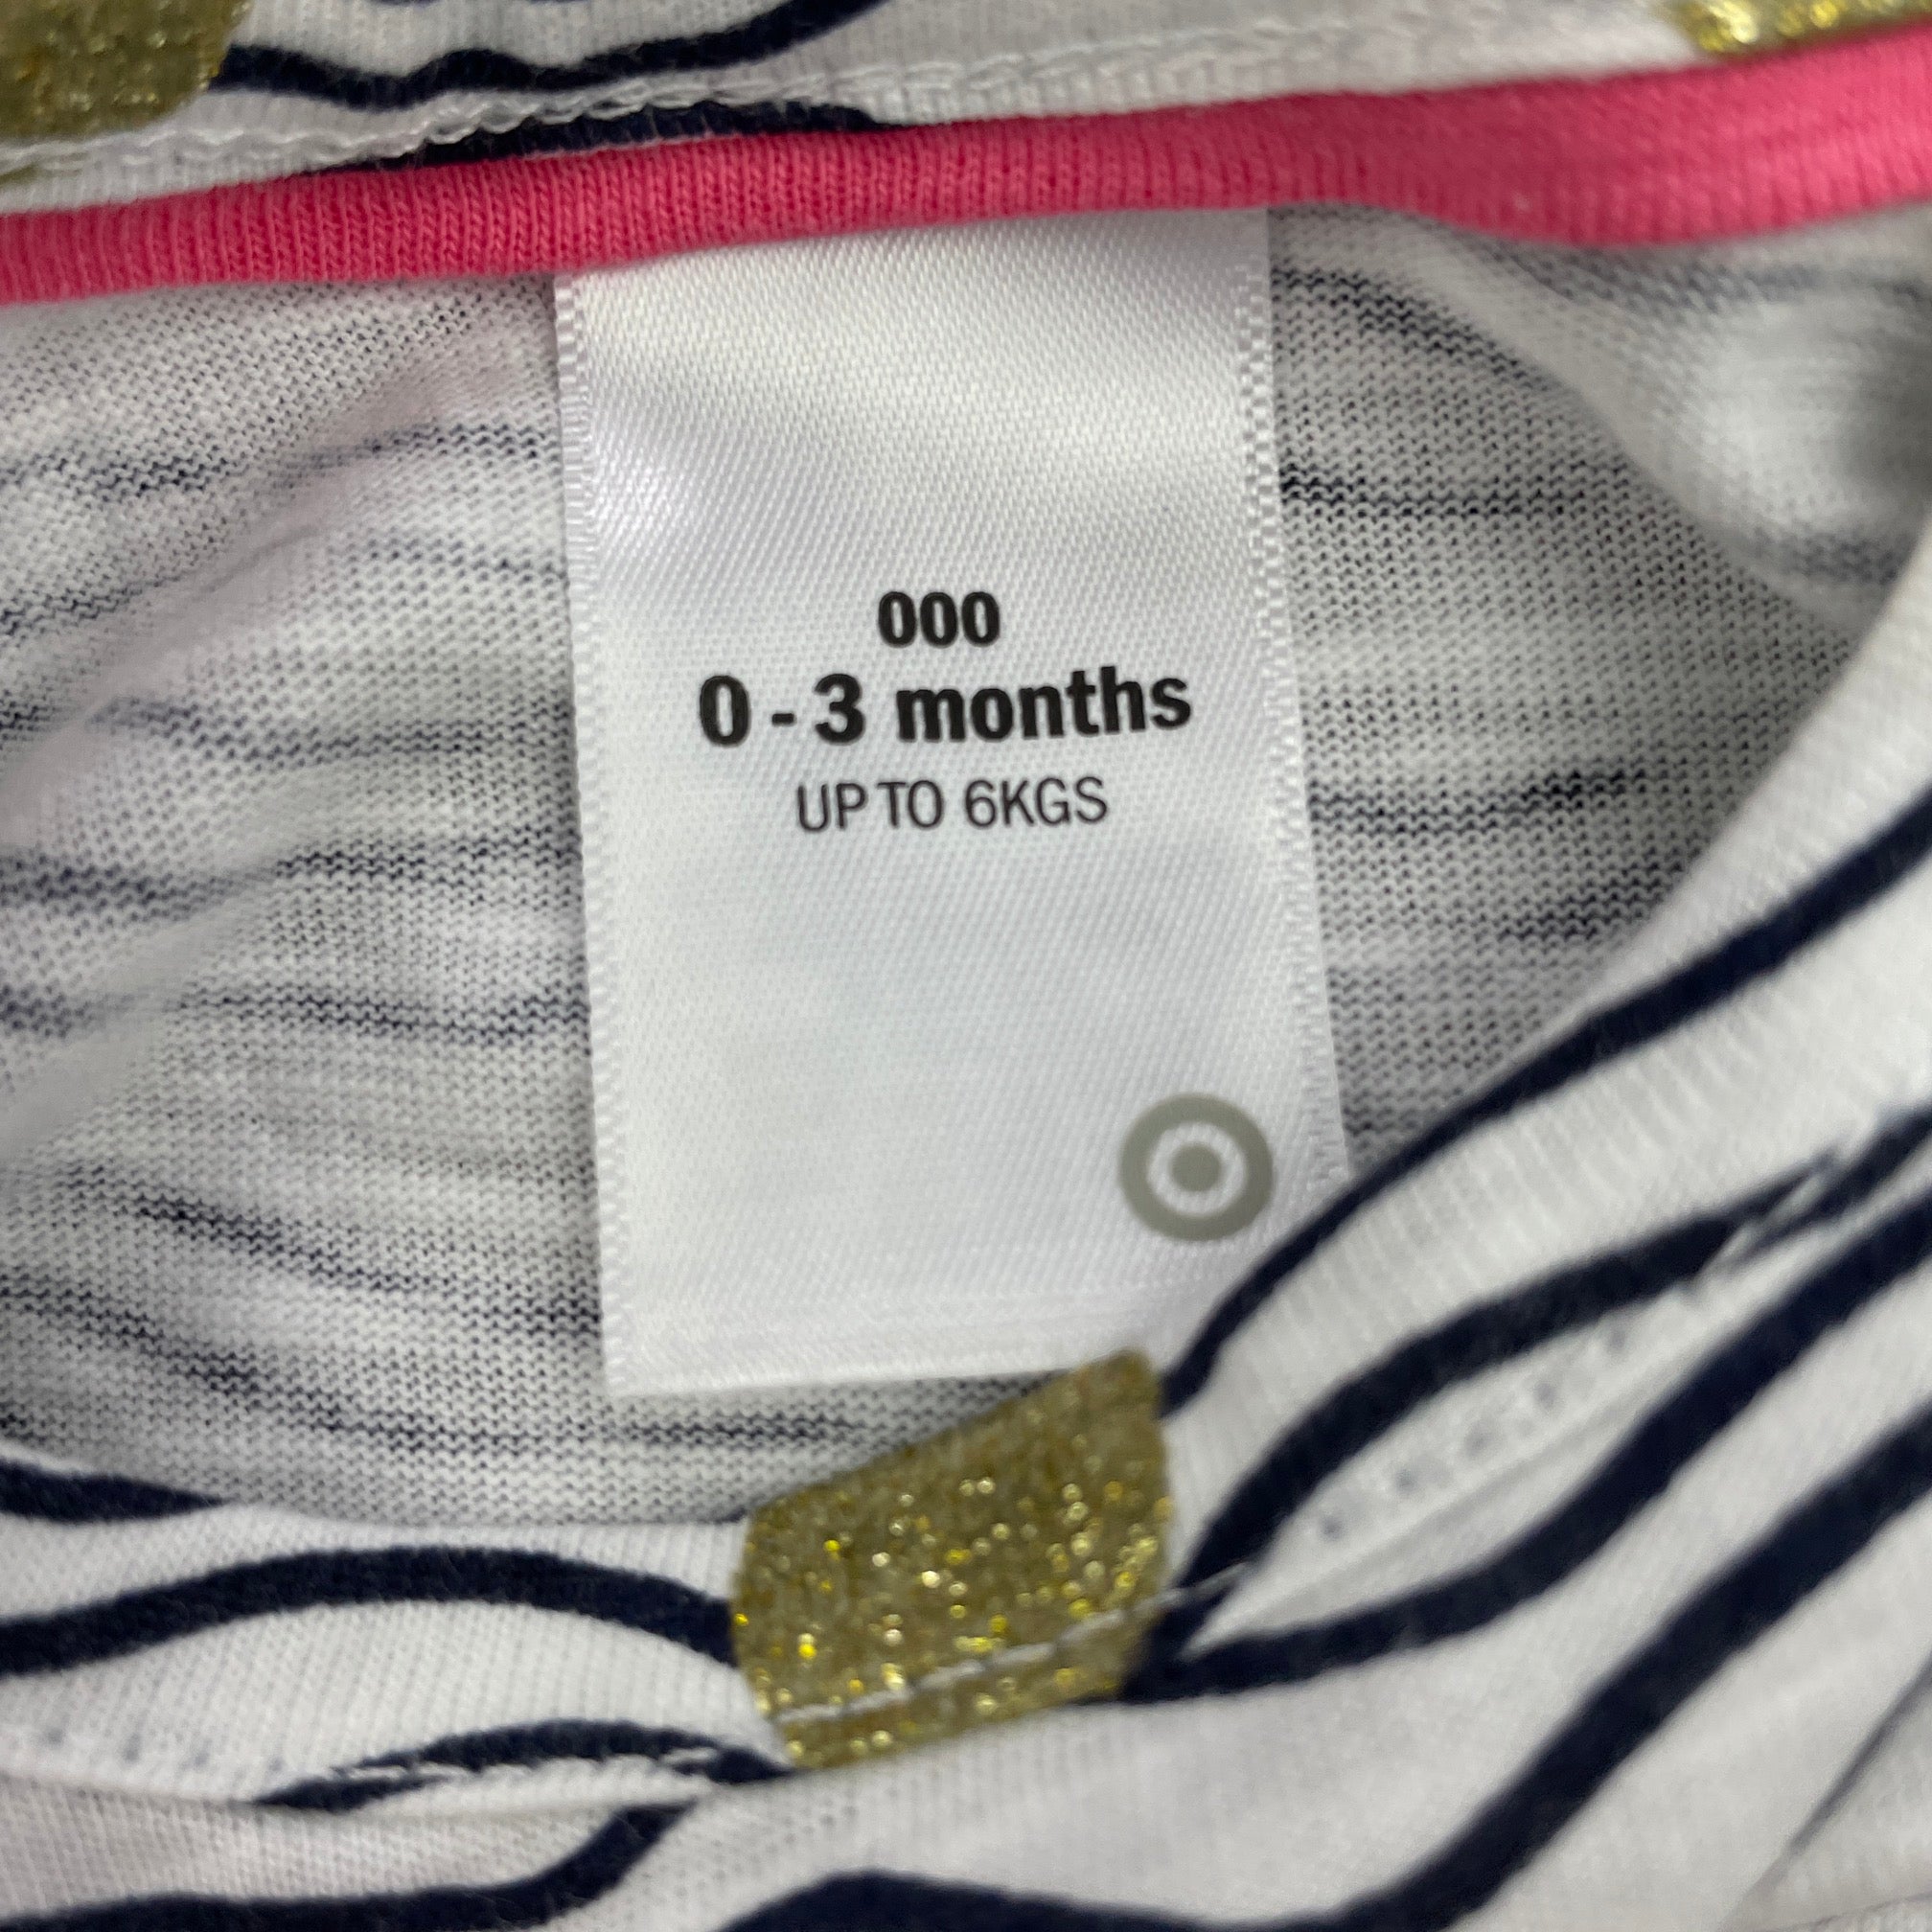 000
0 - 3 months
UP TO 6KGS